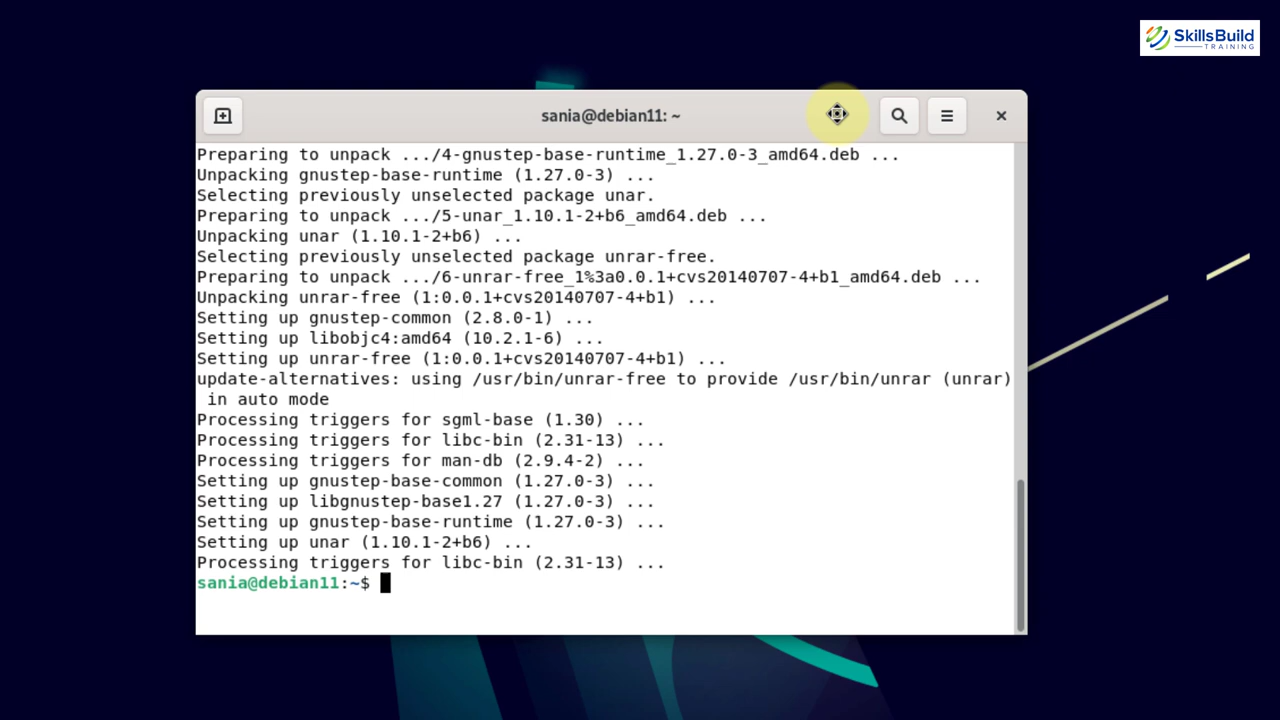 SkillsBuild
TRAINING
sania@debian11: ~
Preparing to unpack .../4-gnustep-base-runtime_1.27.0-3_amd64.deb ...
Unpacking gnustep-base-runtime (1.27.0-3) ...
Selecting previously unselected package unar.
Preparing to unpack .../5-unar_1.10.1-2+b6_amd64.deb ...
Unpacking unar (1.10.1-2+b6) ...
Selecting previously unselected package unrar-free.
Preparing to unpack .../6-unrar-free_1%3a0.0.1+cvs20140707-4+b1_amd64.deb ...
Unpacking unrar-free (1:0.0.1+cvs20140707-4+b1) ...
Setting up gnustep-common (2.8.0-1) ...
Setting up libobjc4:amd64 (10.2.1-6) ...
Setting up unrar-free (1:0.0.1+cvs20140707-4+b1) ...
update-alternatives: using /usr/bin/unrar-free to provide /usr/bin/unrar (unrar)
 in auto mode
Processing triggers for sgml-base (1.30) ...
Processing triggers for libc-bin (2.31-13) ...
Processing triggers for man-db (2.9.4-2) ...
Setting up gnustep-base-common (1.27.0-3) ...
Setting up libgnustep-base1.27 (1.27.0-3) ...
Setting up gnustep-base-runtime (1.27.0-3) ...
Setting up unar (1.10.1-2+b6) ...
Processing triggers for libc-bin (2.31-13) ...
sania@debian11:~$